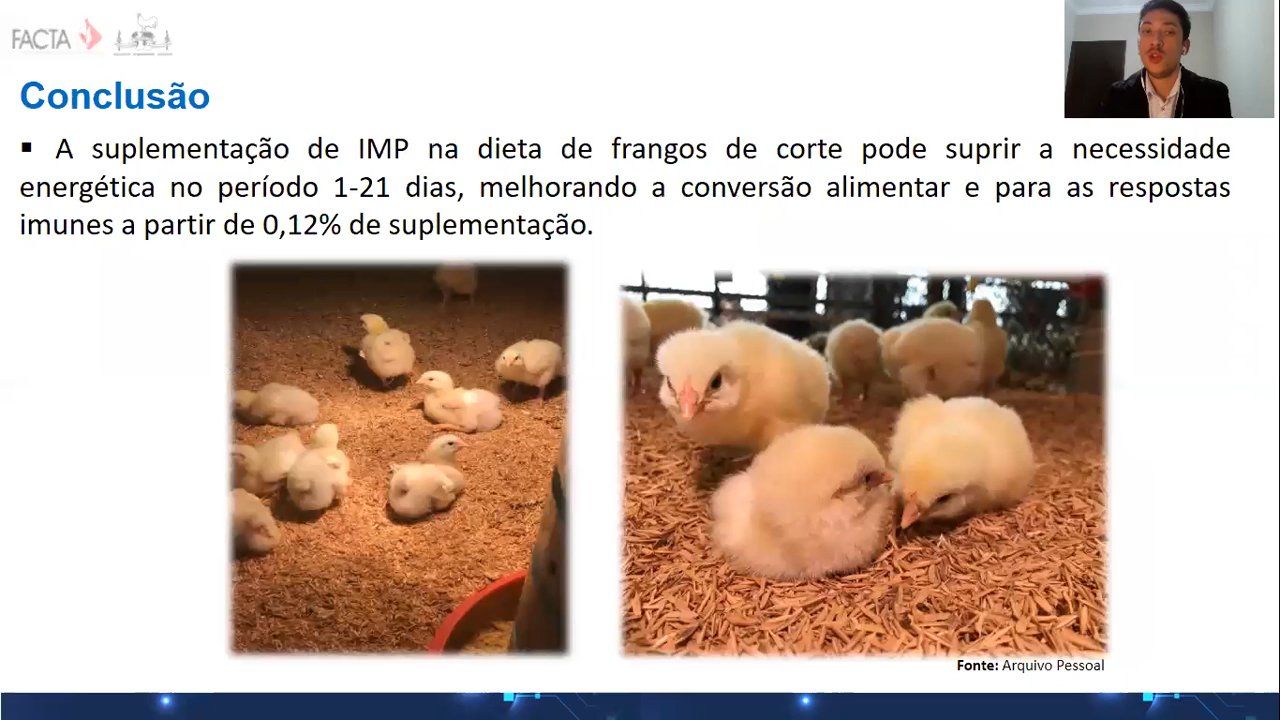 FACTA
Conclusão
▪ A suplementação de IMP na dieta de frangos de corte pode suprir a necessidade
energética no período 1-21 dias, melhorando a conversão alimentar e para as respostas
imunes a partir de 0,12% de suplementação.
Fonte: Arquivo Pessoal